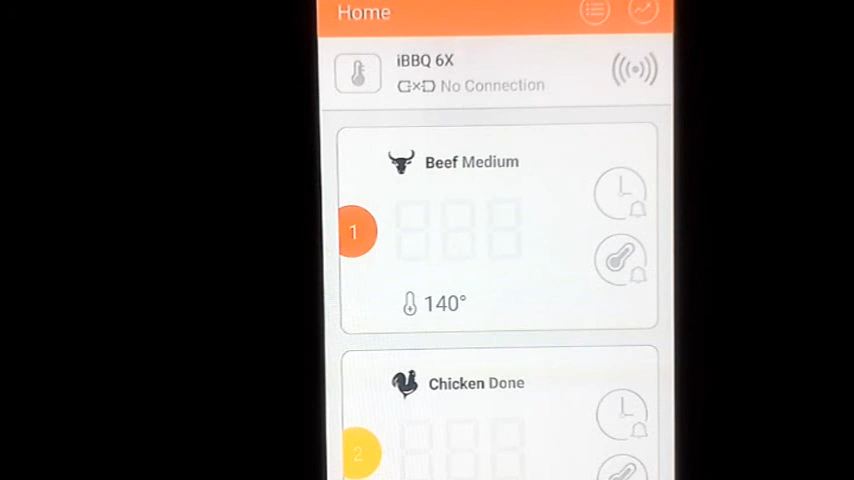 Home
iBBQ 6X
No Connection
Beef Medium
1
140°
Chicken Done
2